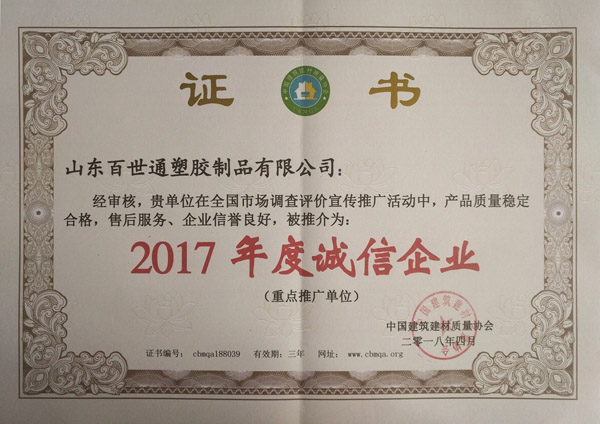 证 书
山东百世通塑胶制品有限公司：
经审核，贵单位在全国市场调查评价宣传推广活动中，产品质量稳定
合格，售后服务、企业信誉良好，被推介为：
2017 年度诚信企业
（重点推广单位）
中国建筑建材质量协会
二零一八年四月
证书编号： cbmqa188039 有效期：三年 网址： www.cbmqa.org